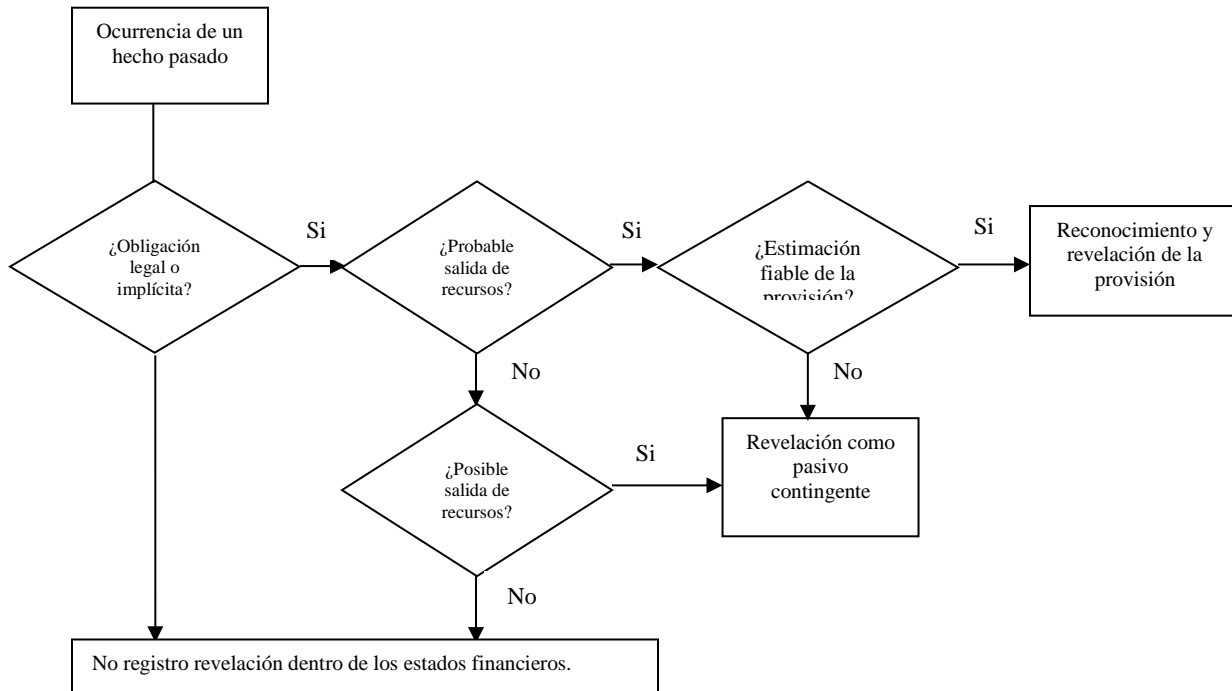 Ocurrencia de un
hecho pasado
¿Obligación
legal o
implícita?
Si
¿Probable
salida de
recursos?
Si
¿Estimación
fiable de la
provisión?
Si
Reconocimiento y
revelación de la
provisión
No
No
¿Posible
salida de
recursos?
Si
Revelación como
pasivo
contingente
No
No registro revelación dentro de los estados financieros.